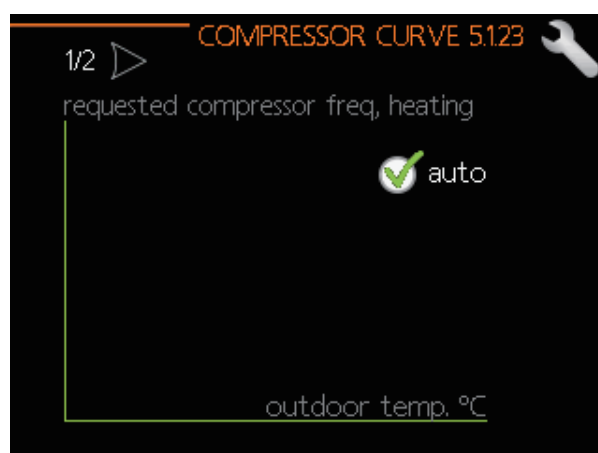 COMPRESSOR CURVE 5.1.23
1/2
requested compressor freq, heating
auto
outdoor temp. °C